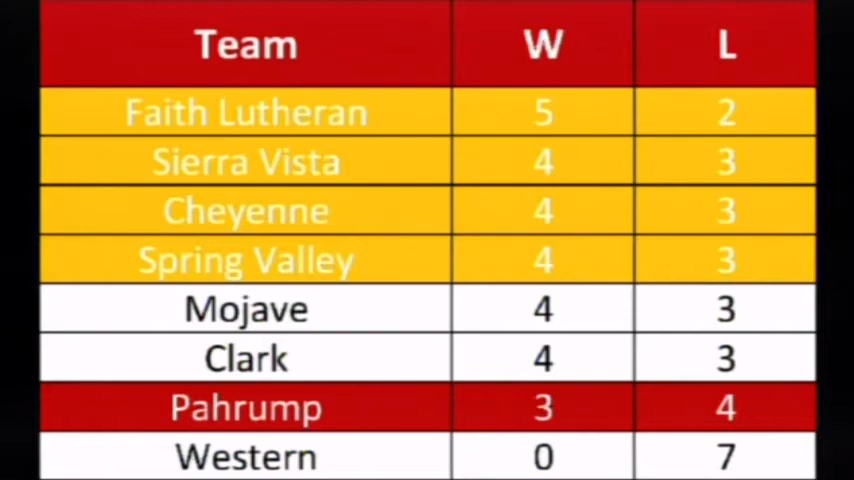 Team W L
Faith Lutheran 5 2
Sierra Vista 4 3
Cheyenne 4 3
Spring Valley 4 3
Mojave 4 3
Clark 4 3
Pahrump 3 4
Western 0 7